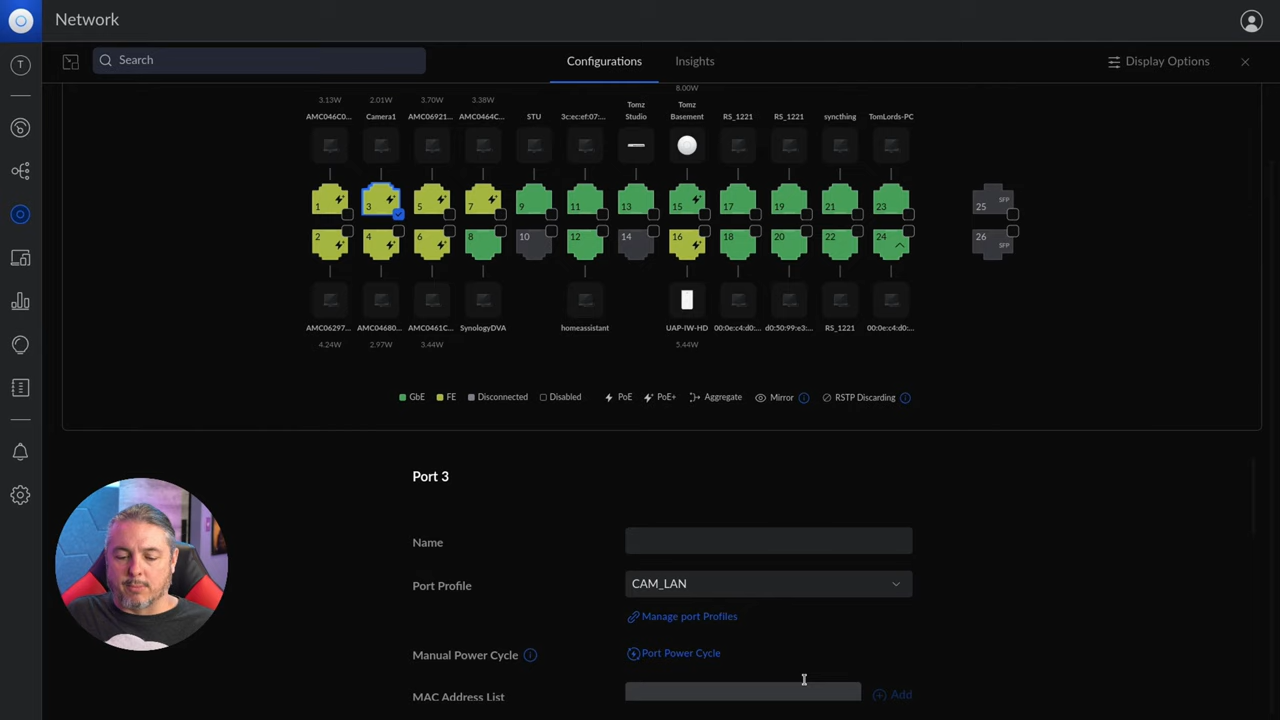 Network
T
Search
Configurations
Insights
Display Options
8.00W
3.13W 2.01W 3.70W 3.38W Tomz Tomz
AMC046C0... Camera1 AMC06921... AMC0464C... STU 3c:ec:ef:07:... Studio Basement RS_1221 RS_1221 syncthing TomLords-PC
1 3 5 7 9 11 13 15 17 19 21 23 25 SFP
2 4 6 8 10 12 14 16 18 20 22 24 26 SFP
AMC06297... AMC04680... AMC0461C... SynologyDVA homeassistant UAP-IW-HD 00:0e:c4:d0:... d0:50:99:e3:... RS_1221 00:0e:c4:d0:...
4.24W 2.97W 3.44W 5.44W
GbE FE Disconnected Disabled PoE PoE+ Aggregate Mirror RSTP Discarding
Port 3
Name
Port Profile CAM_LAN
Manage port Profiles
Manual Power Cycle Port Power Cycle
MAC Address List Add